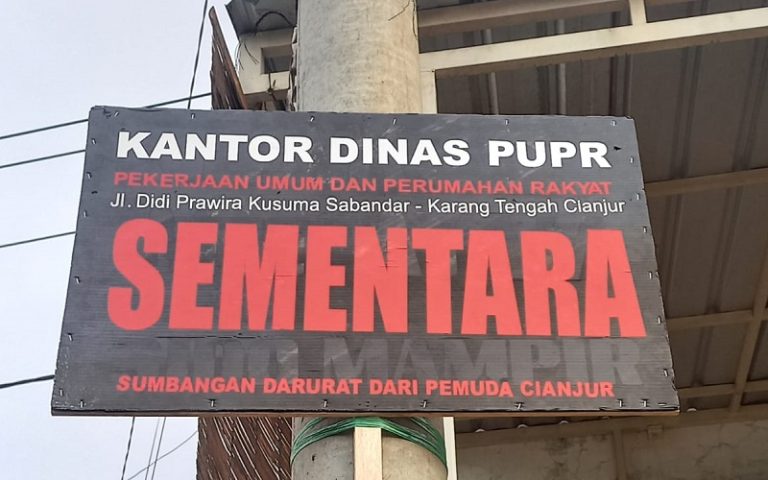 KANTOR DINAS PUPR
PEKERJAAN UMUM DAN PERUMAHAN RAKYAT
Jl. Didi Prawira Kusuma Sabandar - Karang Tengah Cianjur
SEMENTARA
MAMPIR
SUMBANGAN DARURAT DARI PEMUDA CIANJUR